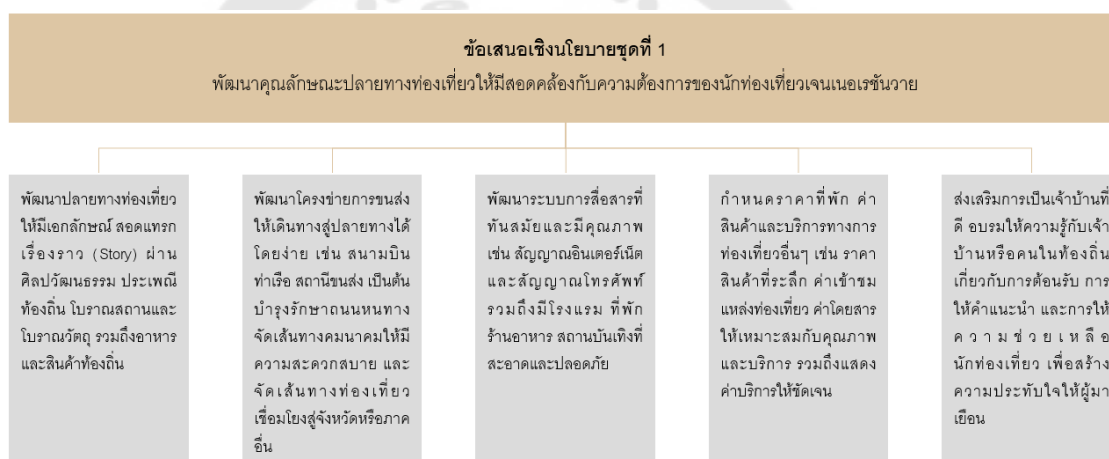 ข้อเสนอเชิงนโยบายชุดที่ 1
พัฒนาคุณลักษณะปลายทางท่องเที่ยวให้มีสอดคล้องกับความต้องการของนักท่องเที่ยวเจนเนอเรชันวาย
พัฒนาปลายทางท่องเที่ยว
ให้มีเอกลักษณ์ สอดแทรก
เรื่องราว (Story) ผ่าน
ศิลปวัฒนธรรม ประเพณี
ท้องถิ่น โบราณสถานและ
โบราณวัตถุ รวมถึงอาหาร
และสินค้าท้องถิ่น
พัฒนาโครงข่ายการขนส่ง
ให้เดินทางสู่ปลายทางได้
โดยง่าย เช่น สนามบิน
ท่าเรือ สถานีขนส่ง เป็นต้น
บำรุงรักษาถนนหนทาง
จัดเส้นทางคมนาคมให้มี
ความสะดวกสบาย และ
จัดเส้นทางท่องเที่ยว
เชื่อมโยงสู่จังหวัดหรือภาค
อื่น
พัฒนาระบบการสื่อสารที่
ทันสมัยและมีคุณภาพ
เช่น สัญญาณอินเตอร์เน็ต
และสัญญาณโทรศัพท์
รวมถึงมีโรงแรม ที่พัก
ร้านอาหาร สถานบันเทิงที่
สะอาดและปลอดภัย
กำหนดราคาที่พัก ค่า
สินค้าและบริการทางการ
ท่องเที่ยวอื่นๆ เช่น ราคา
สินค้าที่ระลึก ค่าเข้าชม
แหล่งท่องเที่ยว ค่าโดยสาร
ให้เหมาะสมกับคุณภาพ
และบริการ รวมถึงแสดง
ค่าบริการให้ชัดเจน
ส่งเสริมการเป็นเจ้าบ้านที่
ดี อบรมให้ความรู้กับเจ้า
บ้านหรือคนในท้องถิ่น
เกี่ยวกับการต้อนรับ การ
ให้คำแนะนำ และการให้
ความช่วยเหลือ
นักท่องเที่ยว เพื่อสร้าง
ความประทับใจให้ผู้มา
เยือน